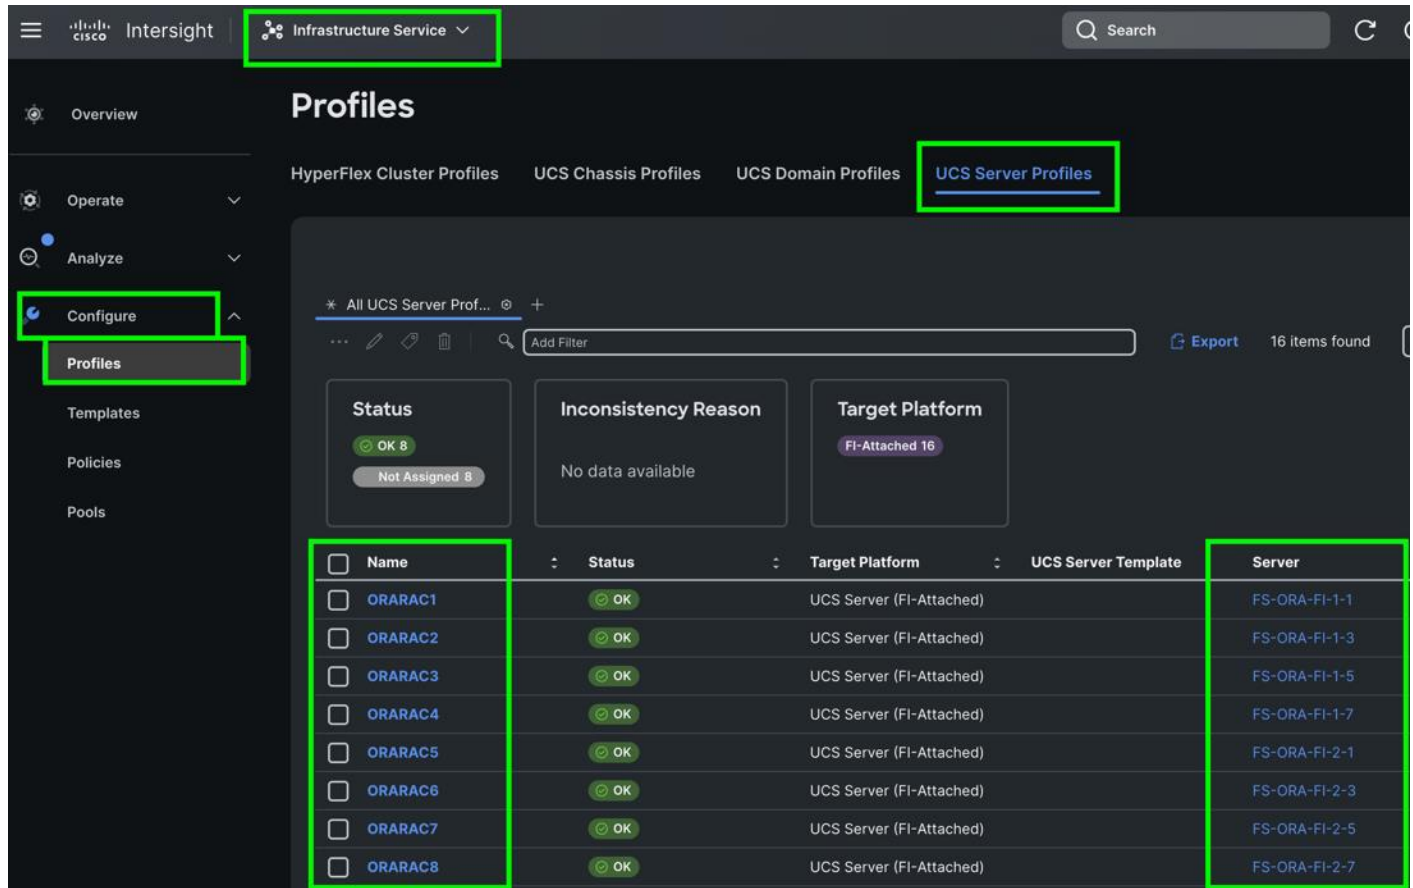 cisco Intersight Infrastructure Service Search
Profiles
Overview
HyperFlex Cluster Profiles UCS Chassis Profiles UCS Domain Profiles UCS Server Profiles
Operate
Analyze
Configure
Profiles
Templates
Policies
Pools
All UCS Server Prof... +
Add Filter Export 16 items found
Status Inconsistency Reason Target Platform
OK 8 FI-Attached 16
Not Assigned 8 No data available
Name Status Target Platform UCS Server Template Server
ORARAC1 OK UCS Server (FI-Attached) FS-ORA-FI-1-1
ORARAC2 OK UCS Server (FI-Attached) FS-ORA-FI-1-3
ORARAC3 OK UCS Server (FI-Attached) FS-ORA-FI-1-5
ORARAC4 OK UCS Server (FI-Attached) FS-ORA-FI-1-7
ORARAC5 OK UCS Server (FI-Attached) FS-ORA-FI-2-1
ORARAC6 OK UCS Server (FI-Attached) FS-ORA-FI-2-3
ORARAC7 OK UCS Server (FI-Attached) FS-ORA-FI-2-5
ORARAC8 OK UCS Server (FI-Attached) FS-ORA-FI-2-7